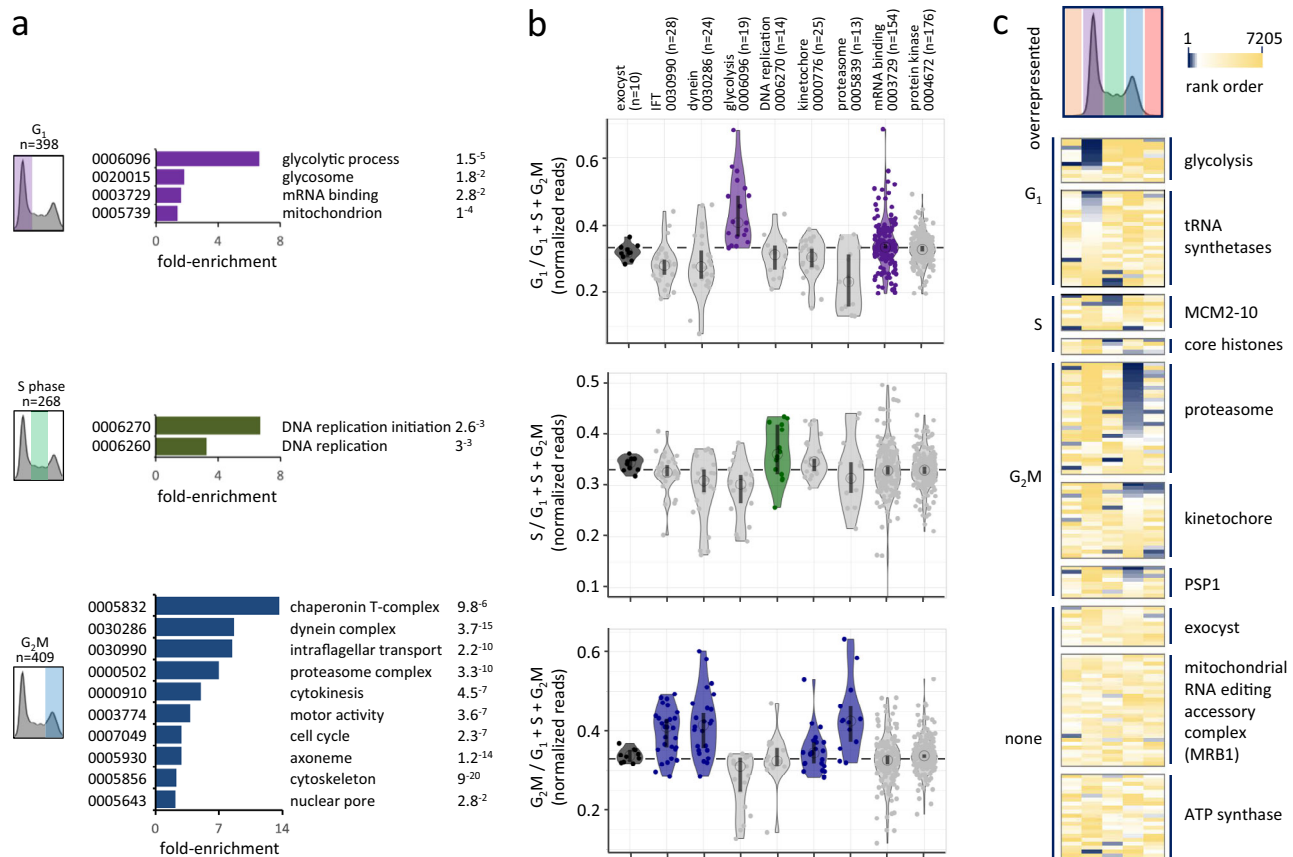 a
G1
n=398
0006096 glycolytic process 1.5-5
0020015 glycosome 1.8-2
0003729 mRNA binding 2.8-2
0005739 mitochondrion 1-4
0 4 8
fold-enrichment
S phase
n=268
0006270 DNA replication initiation 2.6-3
0006260 DNA replication 3-3
0 4 8
fold-enrichment
G2M
n=409
0005832 chaperonin T-complex 9.8-6
0030286 dynein complex 3.7-15
0030990 intraflagellar transport 2.2-10
0000502 proteasome complex 3.3-10
0000910 cytokinesis 4.5-7
0003774 motor activity 3.6-7
0007049 cell cycle 2.3-7
0005930 axoneme 1.2-14
0005856 cytoskeleton 9-20
0005643 nuclear pore 2.8-2
0 7 14
fold-enrichment
b
exocyst
(n=10)
IFT
0030990 (n=28)
dynein
0030286 (n=24)
glycolysis
0006096 (n=19)
DNA replication
0006270 (n=14)
kinetochore
0000776 (n=25)
proteasome
0005839 (n=13)
mRNA binding
0003729 (n=154)
protein kinase
0004672 (n=176)
G1 / G1 + S + G2M
(normalized reads)
0.6
0.4
0.2
S / G1 + S + G2M
(normalized reads)
0.5
0.4
0.3
0.2
0.1
G2M / G1 + S + G2M
(normalized reads)
0.6
0.4
0.2
c
overrepresented
1 7205
rank order
G1
glycolysis
tRNA
synthetases
S
MCM2-10
core histones
G2M
proteasome
kinetochore
PSP1
none
exocyst
mitochondrial
RNA editing
accessory
complex
(MRB1)
ATP synthase